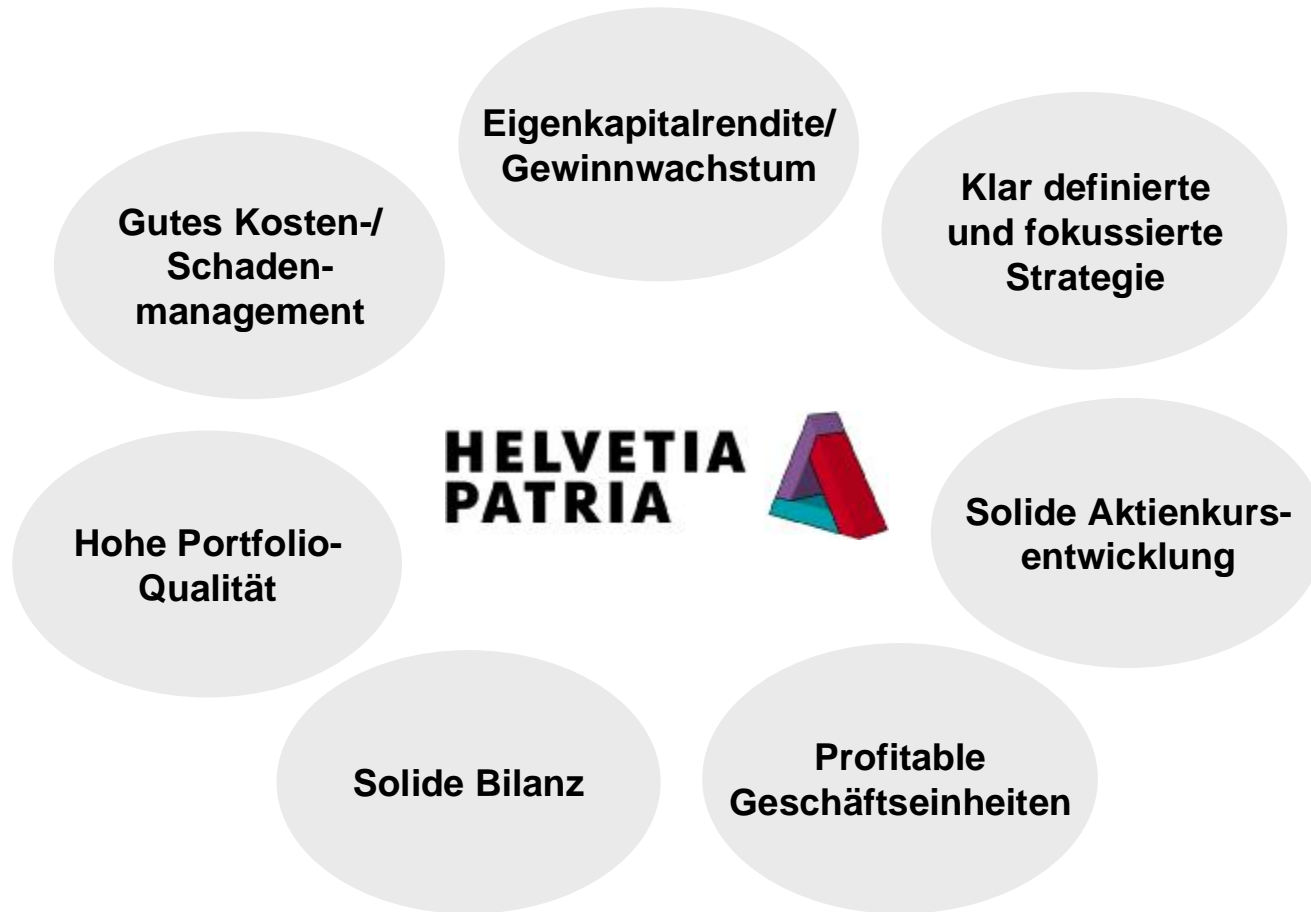 Eigenkapitalrendite/
Gewinnwachstum
Klar definierte
und fokussierte
Strategie
Gutes Kosten-/
Schaden-
management
HELVETIA
PATRIA
Solide Aktienkurs-
entwicklung
Hohe Portfolio-
Qualität
Profitable
Geschäftseinheiten
Solide Bilanz